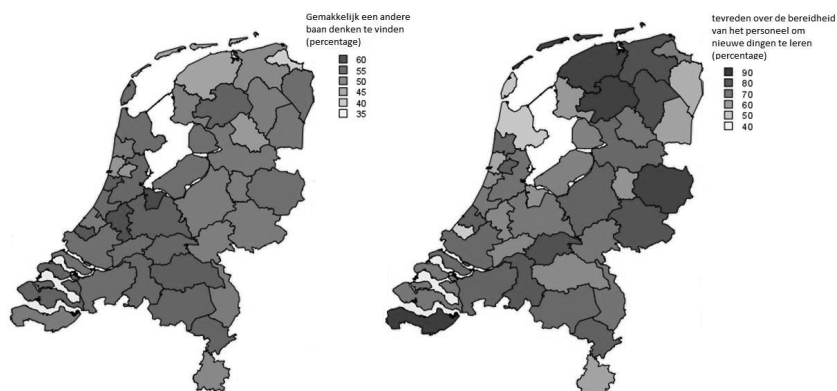 Gemakkelijk een andere
baan denken te vinden
(percentage)
60
55
50
45
40
35
tevreden over de bereidheid
van het personeel om
nieuwe dingen te leren
(percentage)
90
80
70
60
50
40